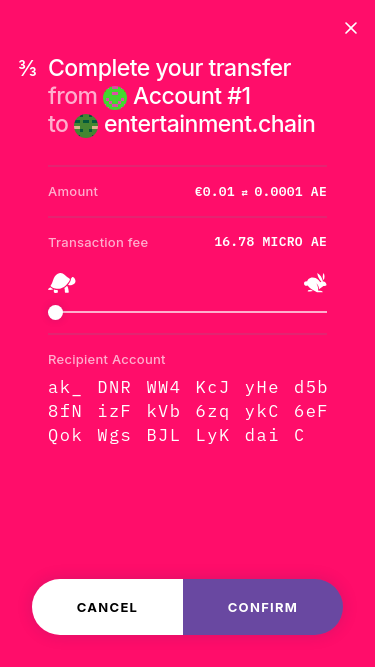 ⅔ Complete your transfer
from Account #1
to entertainment.chain
Amount €0.01 ⇄ 0.0001 AE
Transaction fee 16.78 MICRO AE
Recipient Account
ak_ DNR WW4 KcJ yHe d5b
8fN izF kVb 6zq ykC 6eF
Qok Wgs BJL LyK dai C
CANCEL CONFIRM